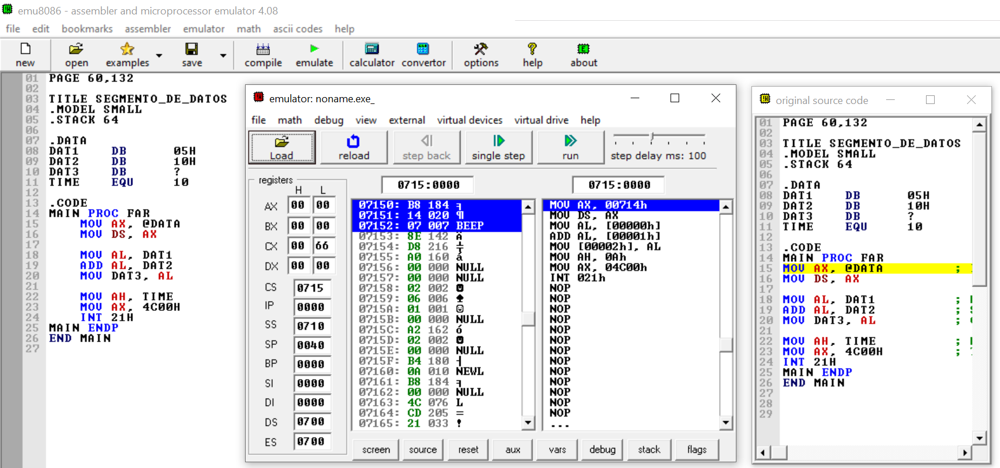 emu8086 - assembler and microprocessor emulator 4.08
file edit bookmarks assembler emulator math ascii codes help
new open examples save compile emulate calculator convertor options help about
01 PAGE 60,132
02
03 TITLE SEGMENTO_DE_DATOS
04 .MODEL SMALL
05 .STACK 64
06
07 .DATA
08 DAT1 DB 05H
09 DAT2 DB 10H
10 DAT3 DB ?
11 TIME EQU 10
12
13 .CODE
14 MAIN PROC FAR
15 MOV AX, @DATA
16 MOV DS, AX
17
18 MOV AL, DAT1
19 ADD AL, DAT2
20 MOV DAT3, AL
21
22 MOV AH, TIME
23 MOV AX, 4C00H
24 INT 21H
25 MAIN ENDP
26 END MAIN
27
emulator: noname.exe_
file math debug view external virtual devices virtual drive help
Load reload step back single step run step delay ms: 100
registers
H L
AX 00 00
BX 00 00
CX 00 66
DX 00 00
CS 0715
IP 0000
SS 0710
SP 0040
BP 0000
SI 0000
DI 0000
DS 0700
ES 0700
0715:0000
07150: B8 184 ╕
07151: 14 020 ¶
07152: 07 007 BEEP
07153: 8E 142 Ä
07154: D8 216 ╪
07155: A0 160 á
07156: 00 000 NULL
07157: 00 000 NULL
07158: 02 002 ☻
07159: 06 006 ♠
0715A: 01 001 ☺
0715B: 00 000 NULL
0715C: A2 162 ó
0715D: 02 002 ☻
0715E: 00 000 NULL
0715F: B4 180 ┤
07160: 0A 010 NEWL
07161: B8 184 ╕
07162: 00 000 NULL
07163: 4C 076 L
07164: CD 205 ═
07165: 21 033 !
0715:0000
MOV AX, 00714h
MOV DS, AX
MOV AL, [00000h]
ADD AL, [00001h]
MOV [00002h], AL
MOV AH, 0Ah
MOV AX, 04C00h
INT 021h
NOP
NOP
NOP
NOP
NOP
NOP
NOP
NOP
NOP
NOP
NOP
NOP
NOP
...
screen source reset aux vars debug stack flags
original source code
01 PAGE 60,132
02
03 TITLE SEGMENTO_DE_DATOS
04 .MODEL SMALL
05 .STACK 64
06
07 .DATA
08 DAT1 DB 05H
09 DAT2 DB 10H
10 DAT3 DB ?
11 TIME EQU 10
12
13 .CODE
14 MAIN PROC FAR
15 MOV AX, @DATA ;
16 MOV DS, AX
17
18 MOV AL, DAT1 ;
19 ADD AL, DAT2 ;
20 MOV DAT3, AL ;
21
22 MOV AH, TIME ;
23 MOV AX, 4C00H ;
24 INT 21H
25 MAIN ENDP
26 END MAIN
27
28
29